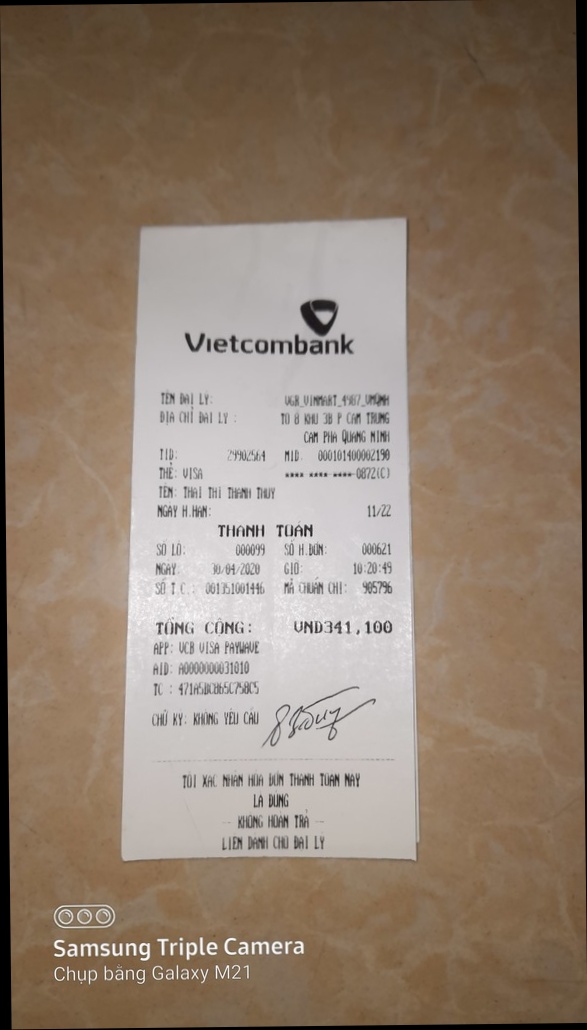 Vietcombank
TÊN ĐẠI LÝ: VCB_VINMART_4987_VMQNH
ĐỊA CHỈ ĐẠI LÝ : TO 8 KHU 3B P CAM TRUNG
CAM PHA QUANG NINH
TID: 29902564 MID: 000101400002190
THẺ: VISA **** **** ****0872(C)
TÊN: THAI THI THANH THUY
NGÀY H.HẠN: 11/22
THANH TOÁN
SỐ LÔ: 000099 SỐ H.ĐƠN: 000621
NGÀY: 30/04/2020 GIỜ: 10:20:49
SỐ T.C.: 001351001446 MÃ CHUẨN CHI: 905796
TỔNG CỘNG: VND341,100
APP: VCB VISA PAYWAVE
AID: A0000000031010
TC : 471A5BC865C758C5
CHỮ KÝ: KHÔNG YÊU CẦU
TÔI XÁC NHẬN HÓA ĐƠN THANH TOÁN NÀY
LÀ ĐÚNG
-- KHÔNG HOÀN TRẢ --
LIÊN DÀNH CHO ĐẠI LÝ
Samsung Triple Camera
Chụp bằng Galaxy M21